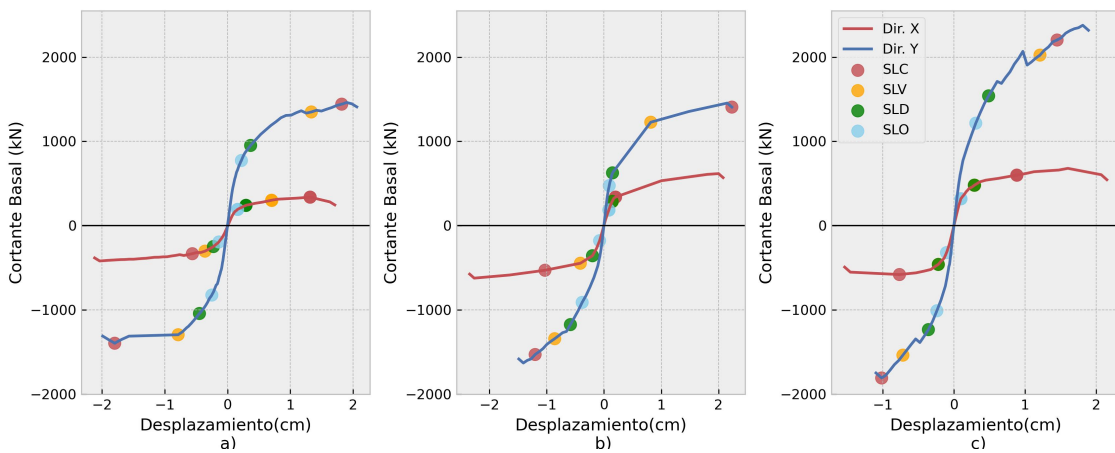 2000
1000
0
−1000
−2000
Cortante Basal (kN)
−2 −1 0 1 2
Desplazamiento(cm)
a)
2000
1000
0
−1000
−2000
Cortante Basal (kN)
−2 −1 0 1 2
Desplazamiento(cm)
b)
2000
1000
0
−1000
−2000
Cortante Basal (kN)
Dir. X
Dir. Y
SLC
SLV
SLD
SLO
−1 0 1 2
Desplazamiento(cm)
c)